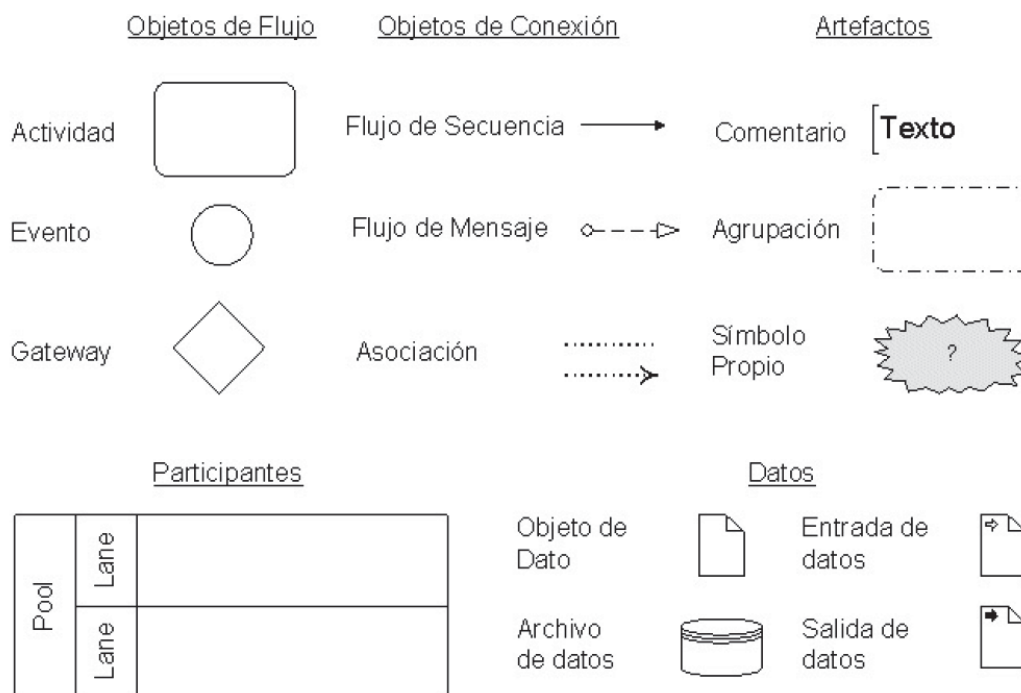 Objetos de Flujo
Objetos de Conexión
Artefactos
Actividad
Flujo de Secuencia
Comentario
Texto
Evento
Flujo de Mensaje
Agrupación
Gateway
Asociación
Símbolo
Propio
?
Participantes
Datos
Pool
Lane
Lane
Objeto de
Dato
Entrada de
datos
Archivo
de datos
Salida de
datos